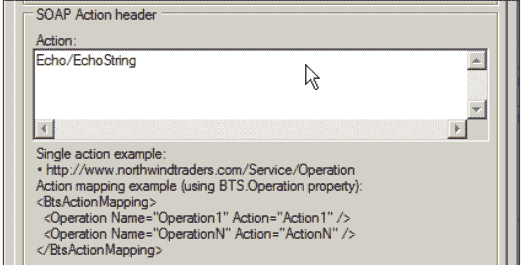 SOAP Action header
Action:
Echo/EchoString
Single action example:
• http://www.northwindtraders.com/Service/Operation
Action mapping example (using BTS.Operation property):
<BtsActionMapping>
<Operation Name="Operation1" Action="Action1" />
<Operation Name="OperationN" Action="ActionN" />
</BtsActionMapping>